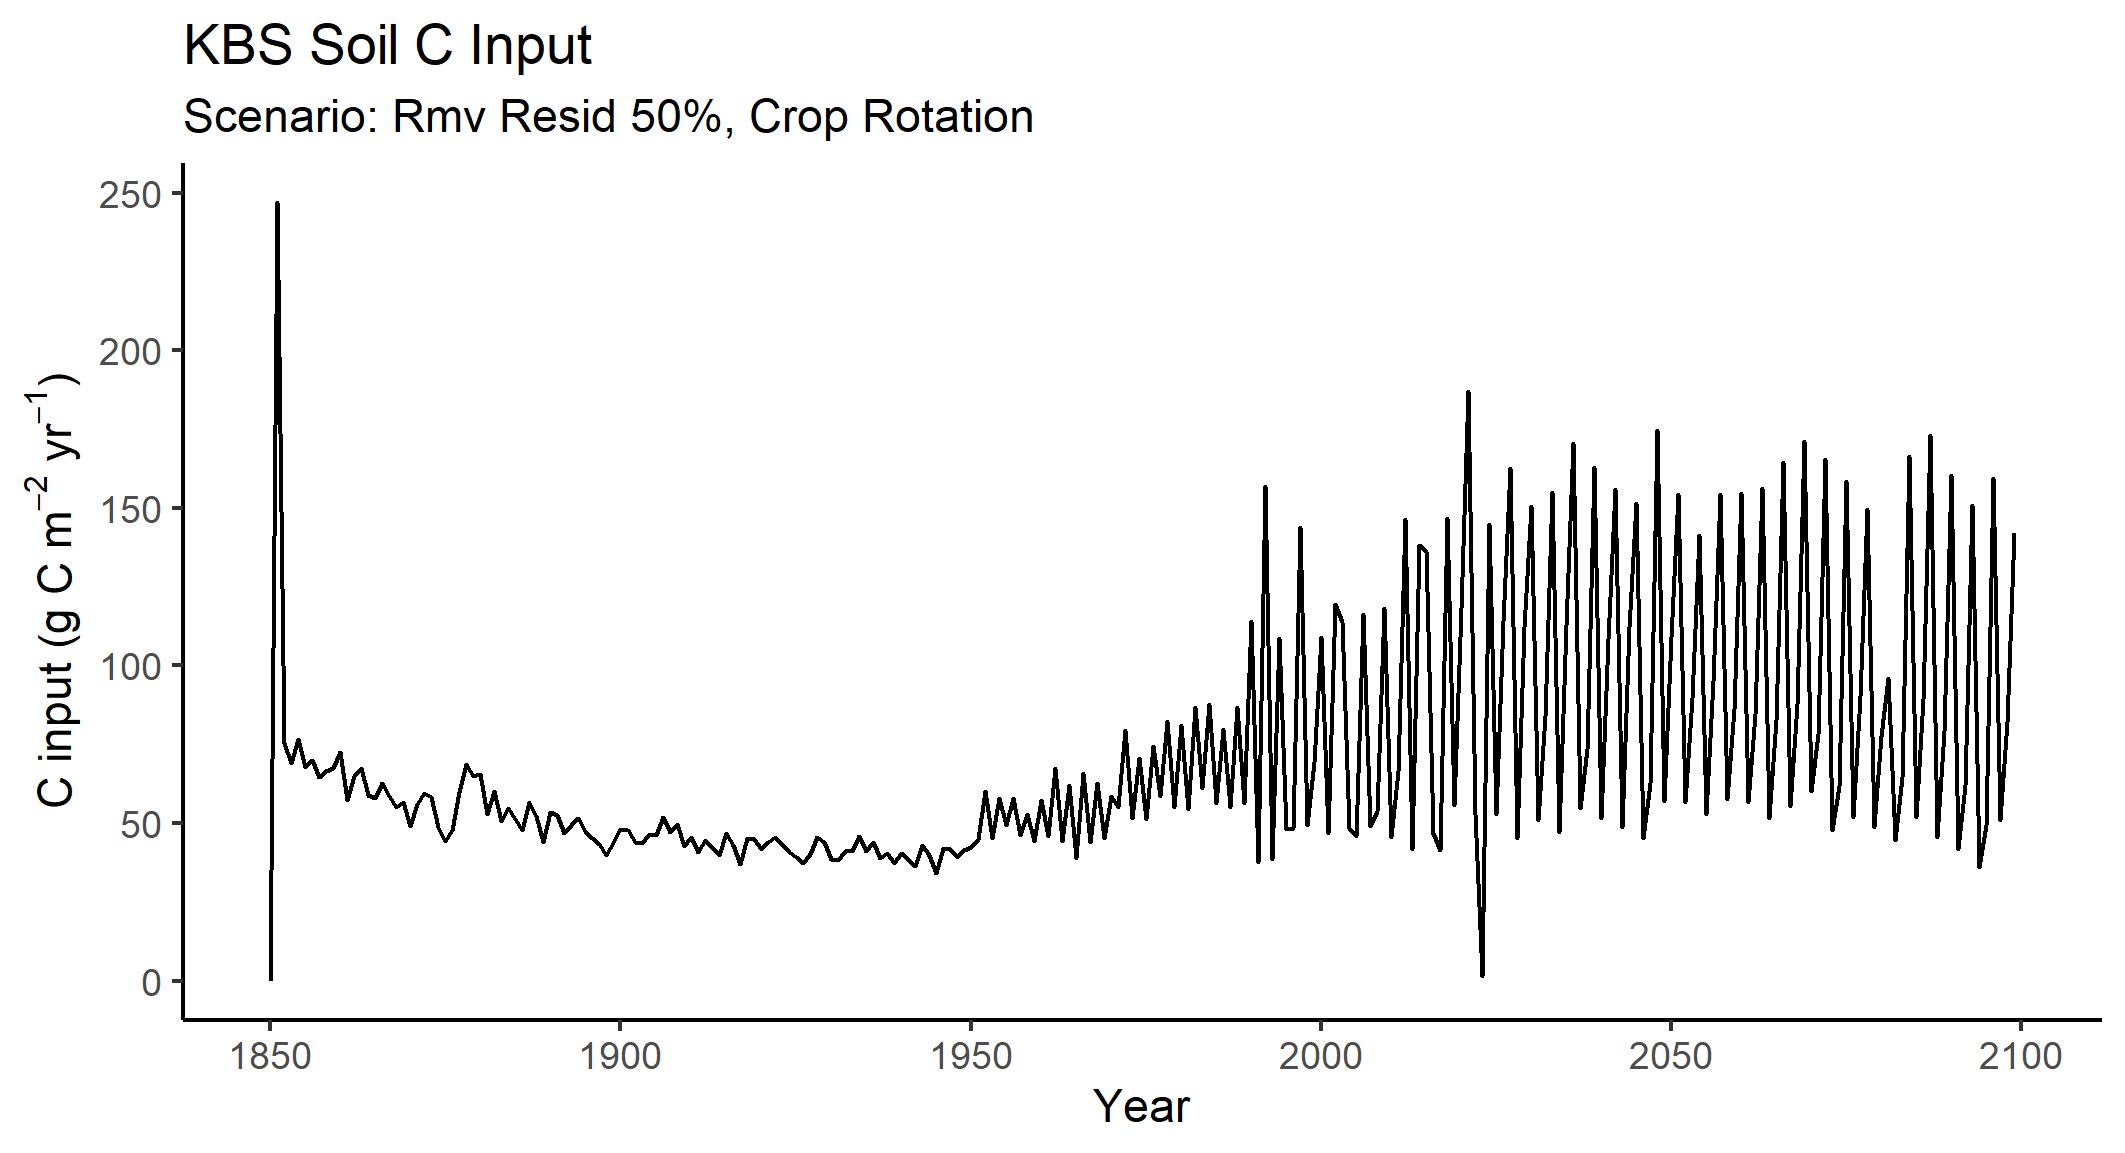 KBS Soil C Input
Scenario: Rmv Resid 50%, Crop Rotation
C input (g C m⁻² yr⁻¹)
250
200
150
100
50
0
1850 1900 1950 2000 2050 2100
Year